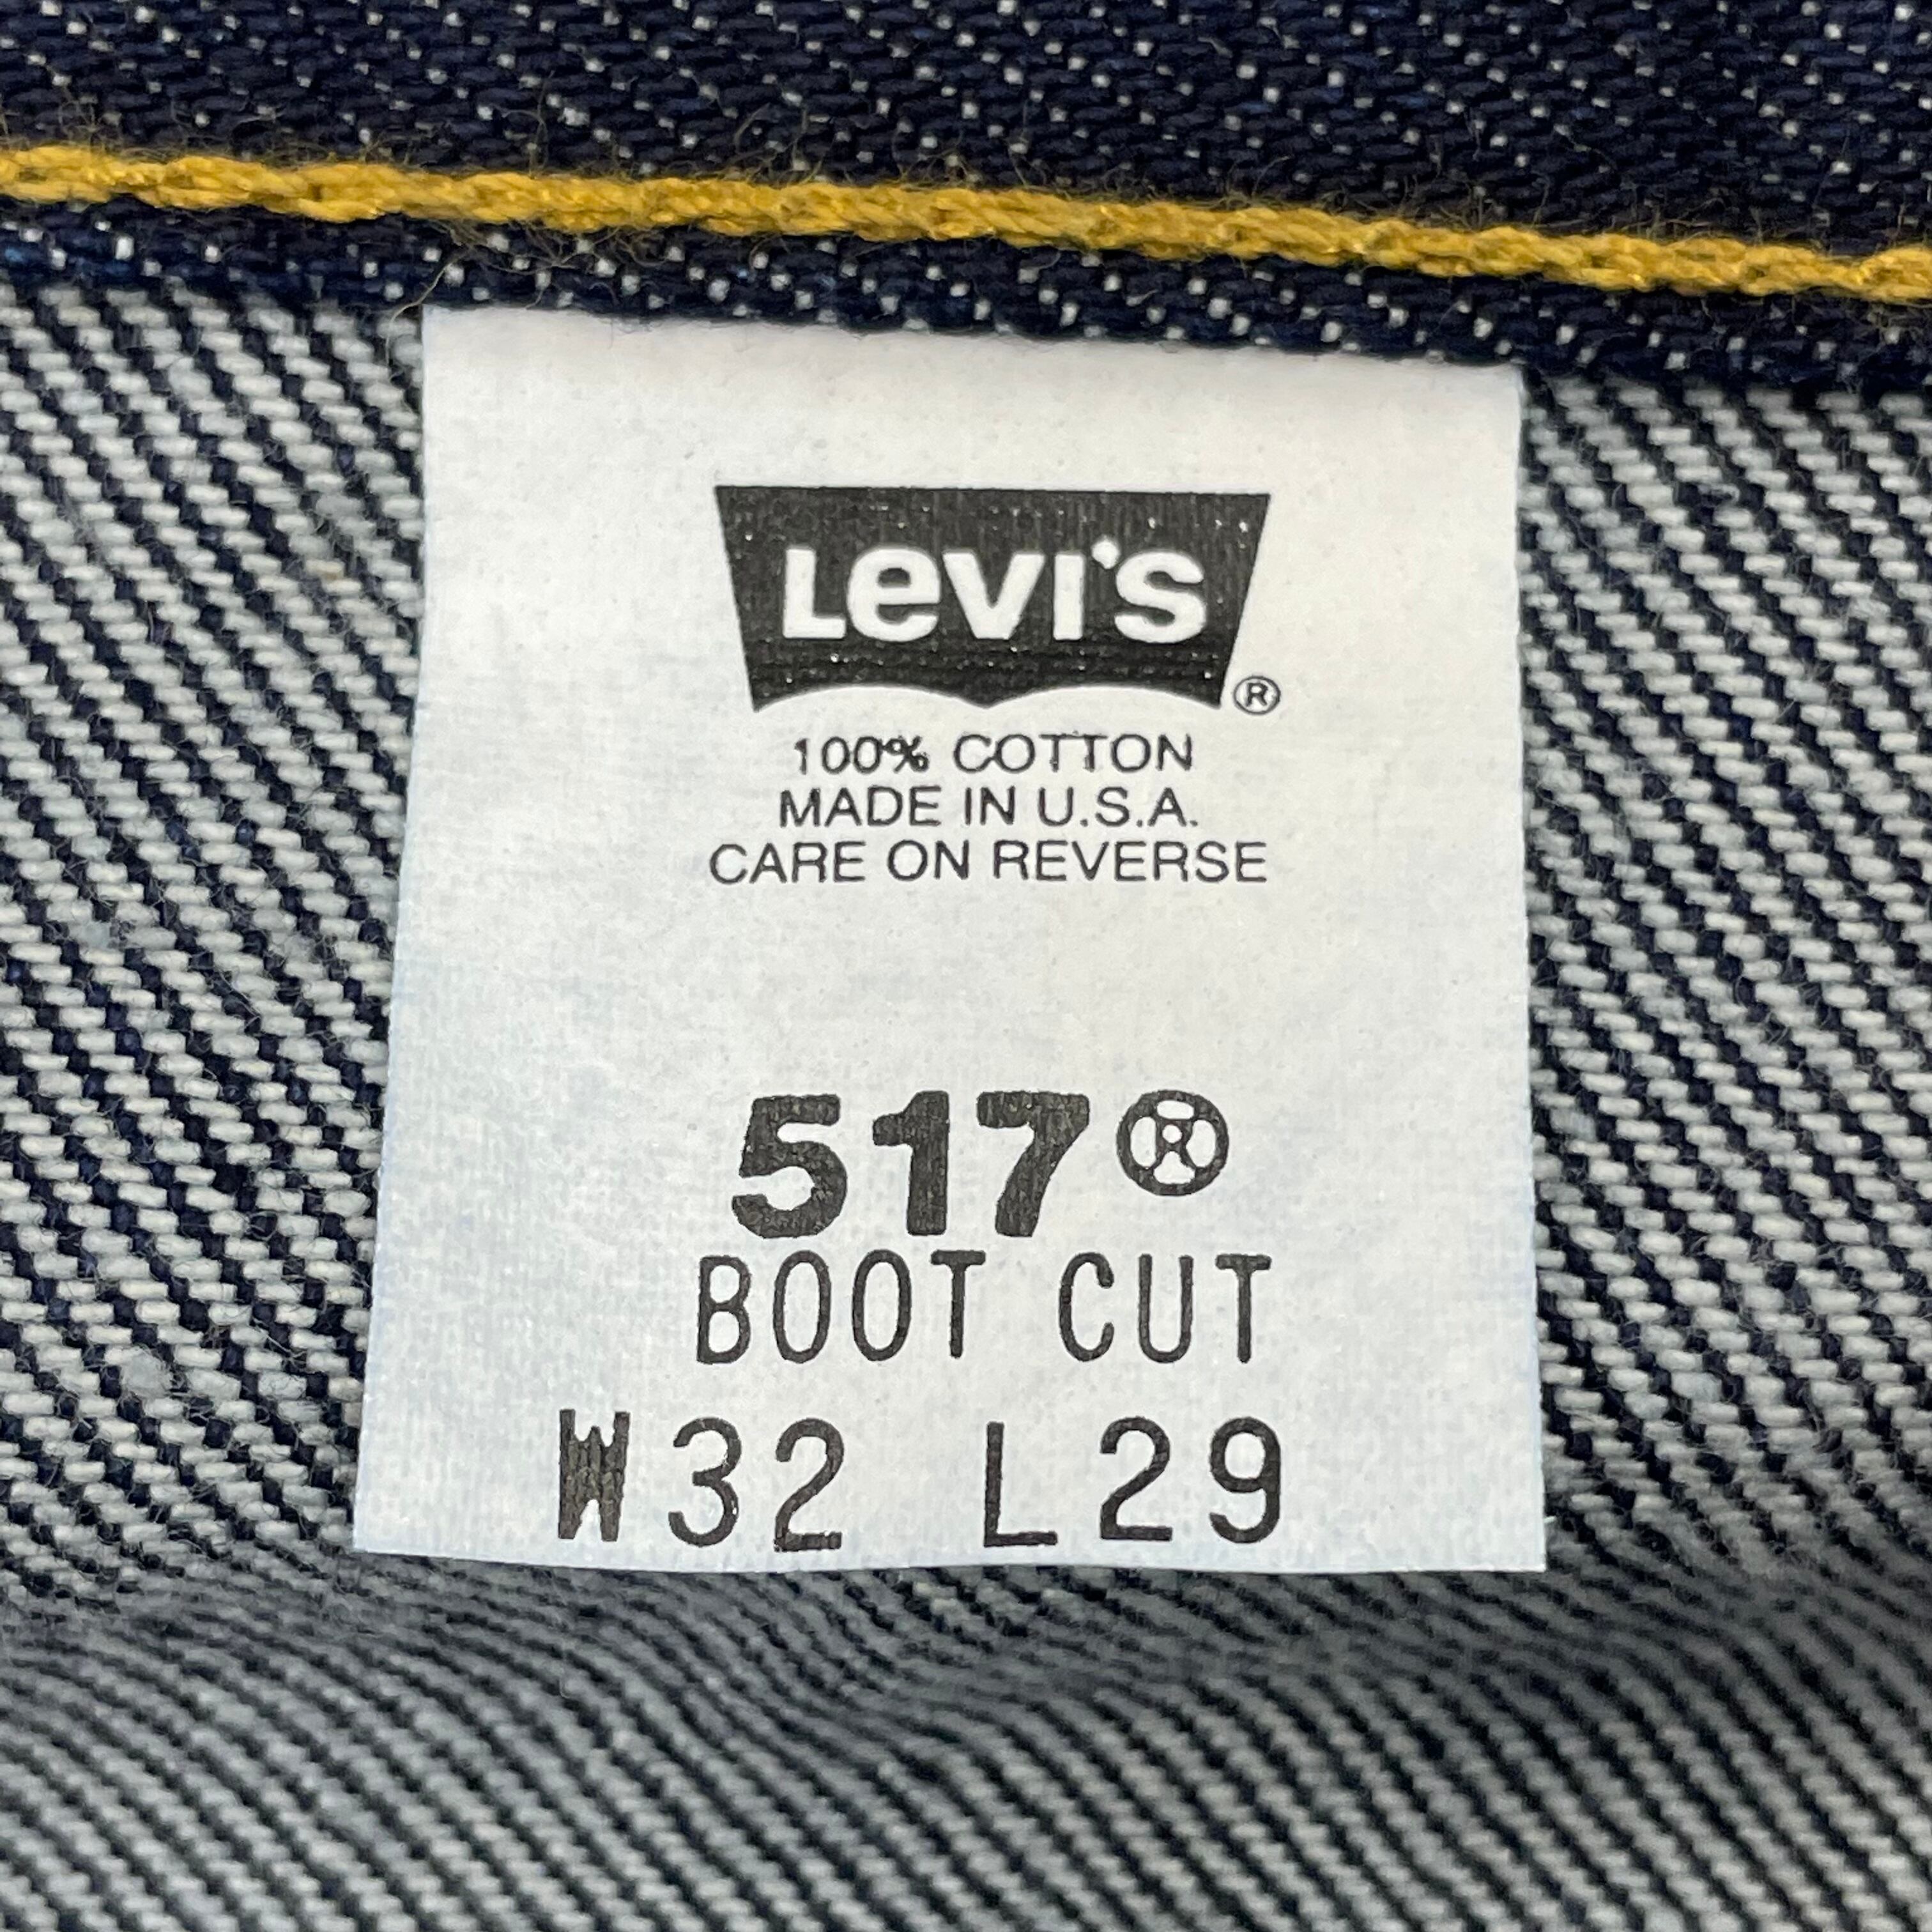 Levi's ®
100% COTTON
MADE IN U.S.A.
CARE ON REVERSE
517®
BOOT CUT
W32 L29